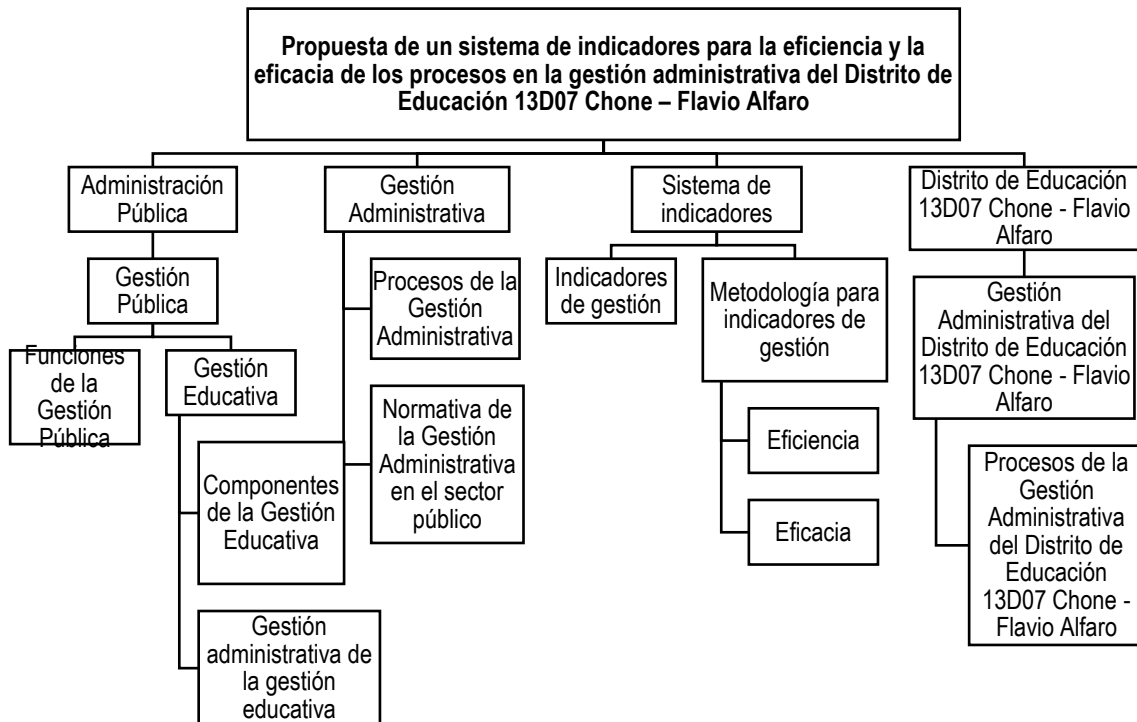 Propuesta de un sistema de indicadores para la eficiencia y la
eficacia de los procesos en la gestión administrativa del Distrito de
Educación 13D07 Chone – Flavio Alfaro
Administración
Pública
Gestión
Pública
Funciones
de la
Gestión
Pública
Gestión
Educativa
Componentes
de la Gestión
Educativa
Gestión
administrativa de
la gestión
educativa
Gestión
Administrativa
Procesos de la
Gestión
Administrativa
Normativa de
la Gestión
Administrativa
en el sector
público
Sistema de
indicadores
Indicadores
de gestión
Metodología para
indicadores de
gestión
Eficiencia
Eficacia
Distrito de Educación
13D07 Chone - Flavio
Alfaro
Gestión
Administrativa del
Distrito de Educación
13D07 Chone - Flavio
Alfaro
Procesos de la
Gestión
Administrativa
del Distrito de
Educación
13D07 Chone -
Flavio Alfaro